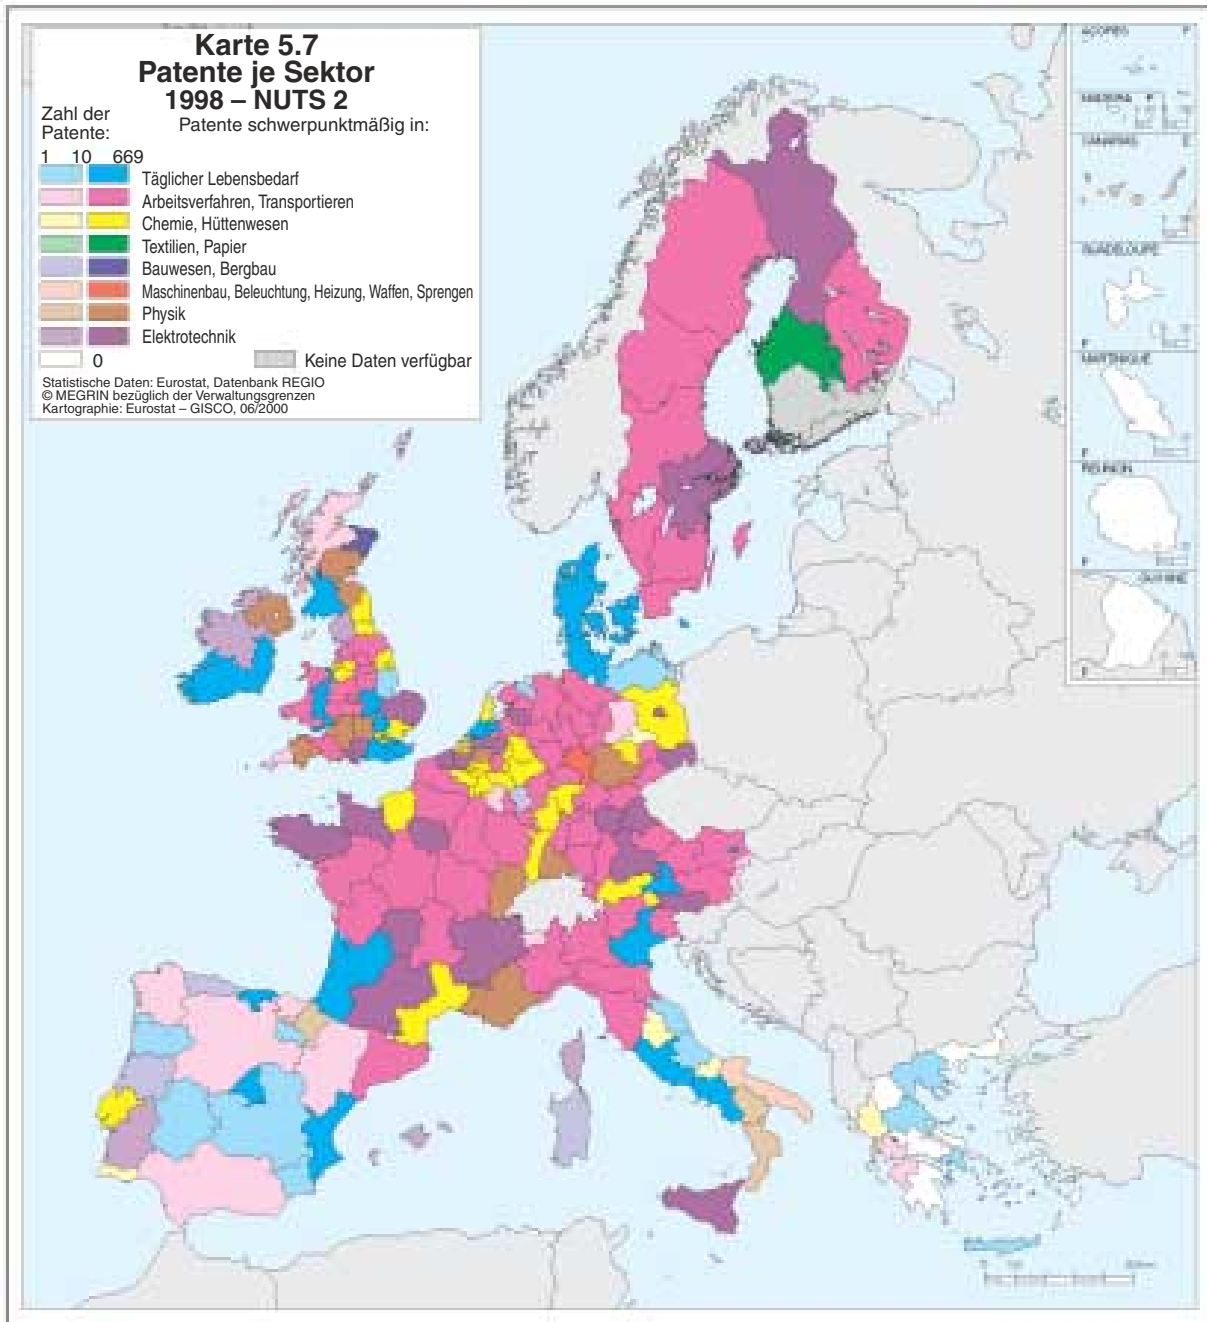 Karte 5.7
Patente je Sektor
1998 – NUTS 2
Zahl der
Patente:
Patente schwerpunktmäßig in:
1 10 669
Täglicher Lebensbedarf
Arbeitsverfahren, Transportieren
Chemie, Hüttenwesen
Textilien, Papier
Bauwesen, Bergbau
Maschinenbau, Beleuchtung, Heizung, Waffen, Sprengen
Physik
Elektrotechnik
0
Keine Daten verfügbar
Statistische Daten: Eurostat, Datenbank REGIO
© MEGRIN bezüglich der Verwaltungsgrenzen
Kartographie: Eurostat – GISCO, 06/2000
AÇORES P
MADEIRA P
CANARIAS E
GUADELOUPE
F
MARTINIQUE
F
REUNION
F
GUYANE
F